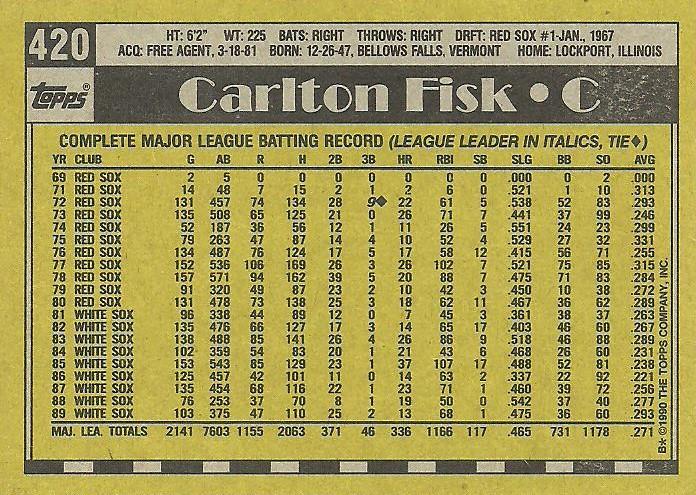 420
HT: 6'2" WT: 225 BATS: RIGHT THROWS: RIGHT DRFT: RED SOX #1-JAN., 1967
ACQ: FREE AGENT, 3-18-81 BORN: 12-26-47, BELLOWS FALLS, VERMONT HOME: LOCKPORT, ILLINOIS
topps®
Carlton Fisk • C
COMPLETE MAJOR LEAGUE BATTING RECORD (LEAGUE LEADER IN ITALICS, TIE♦)
YR CLUB G AB R H 2B 3B HR RBI SB SLG BB SO AVG
69 RED SOX 2 5 0 0 0 0 0 0 0 .000 0 2 .000
71 RED SOX 14 48 7 15 2 1 2 6 0 .521 1 10 .313
72 RED SOX 131 457 74 134 28 9♦ 22 61 5 .538 52 83 .293
73 RED SOX 135 508 65 125 21 0 26 71 7 .441 37 99 .246
74 RED SOX 52 187 36 56 12 1 11 26 5 .551 24 23 .299
75 RED SOX 79 263 47 87 14 4 10 52 4 .529 27 32 .331
76 RED SOX 134 487 76 124 17 5 17 58 12 .415 56 71 .255
77 RED SOX 152 536 106 169 26 3 26 102 7 .521 75 85 .315
78 RED SOX 157 571 94 162 39 5 20 88 7 .475 71 83 .284
79 RED SOX 91 320 49 87 23 2 10 42 3 .450 10 38 .272
80 RED SOX 131 478 73 138 25 3 18 62 11 .467 36 62 .289
81 WHITE SOX 96 338 44 89 12 0 7 45 3 .361 38 37 .263
82 WHITE SOX 135 476 66 127 17 3 14 65 17 .403 46 60 .267
83 WHITE SOX 138 488 85 141 26 4 26 86 9 .518 46 88 .289
84 WHITE SOX 102 359 54 83 20 1 21 43 6 .468 26 60 .231
85 WHITE SOX 153 543 85 129 23 1 37 107 17 .488 52 81 .238
86 WHITE SOX 125 457 42 101 11 0 14 63 2 .337 22 92 .221
87 WHITE SOX 135 454 68 116 22 1 23 71 1 .460 39 72 .256
88 WHITE SOX 76 253 37 70 8 1 19 50 0 .542 37 40 .277
89 WHITE SOX 103 375 47 110 25 2 13 68 1 .475 36 60 .293
MAJ. LEA. TOTALS 2141 7603 1155 2063 371 46 336 1166 117 .465 731 1178 .271
B* ©1990 THE TOPPS COMPANY, INC.